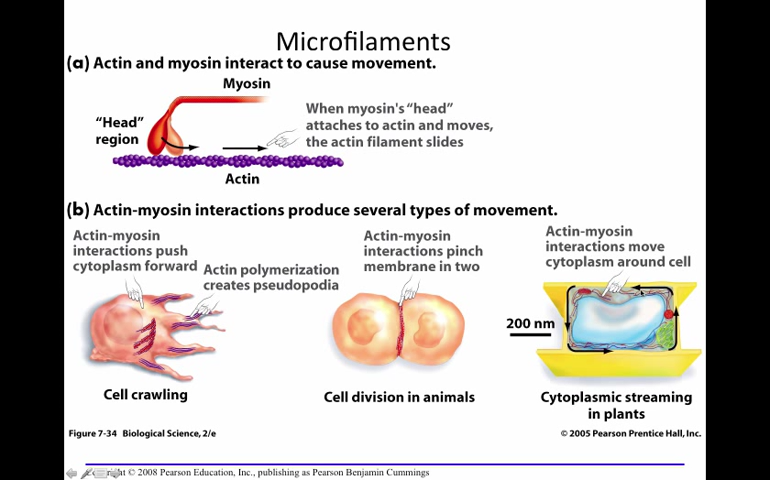 Microfilaments
(a) Actin and myosin interact to cause movement.
Myosin
"Head"
region
When myosin's "head"
attaches to actin and moves,
the actin filament slides
Actin
(b) Actin-myosin interactions produce several types of movement.
Actin-myosin
interactions push
cytoplasm forward
Actin polymerization
creates pseudopodia
Actin-myosin
interactions pinch
membrane in two
Actin-myosin
interactions move
cytoplasm around cell
200 nm
Cell crawling
Cell division in animals
Cytoplasmic streaming
in plants
Figure 7-34 Biological Science, 2/e
© 2005 Pearson Prentice Hall, Inc.
© 2008 Pearson Education, Inc., publishing as Pearson Benjamin Cummings